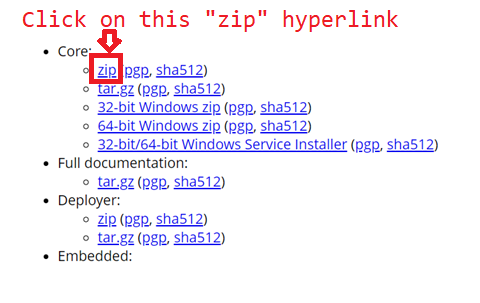 Click on this "zip" hyperlink
Core:
zip (pgp, sha512)
tar.gz (pgp, sha512)
32-bit Windows zip (pgp, sha512)
64-bit Windows zip (pgp, sha512)
32-bit/64-bit Windows Service Installer (pgp, sha512)
Full documentation:
tar.gz (pgp, sha512)
Deployer:
zip (pgp, sha512)
tar.gz (pgp, sha512)
Embedded: